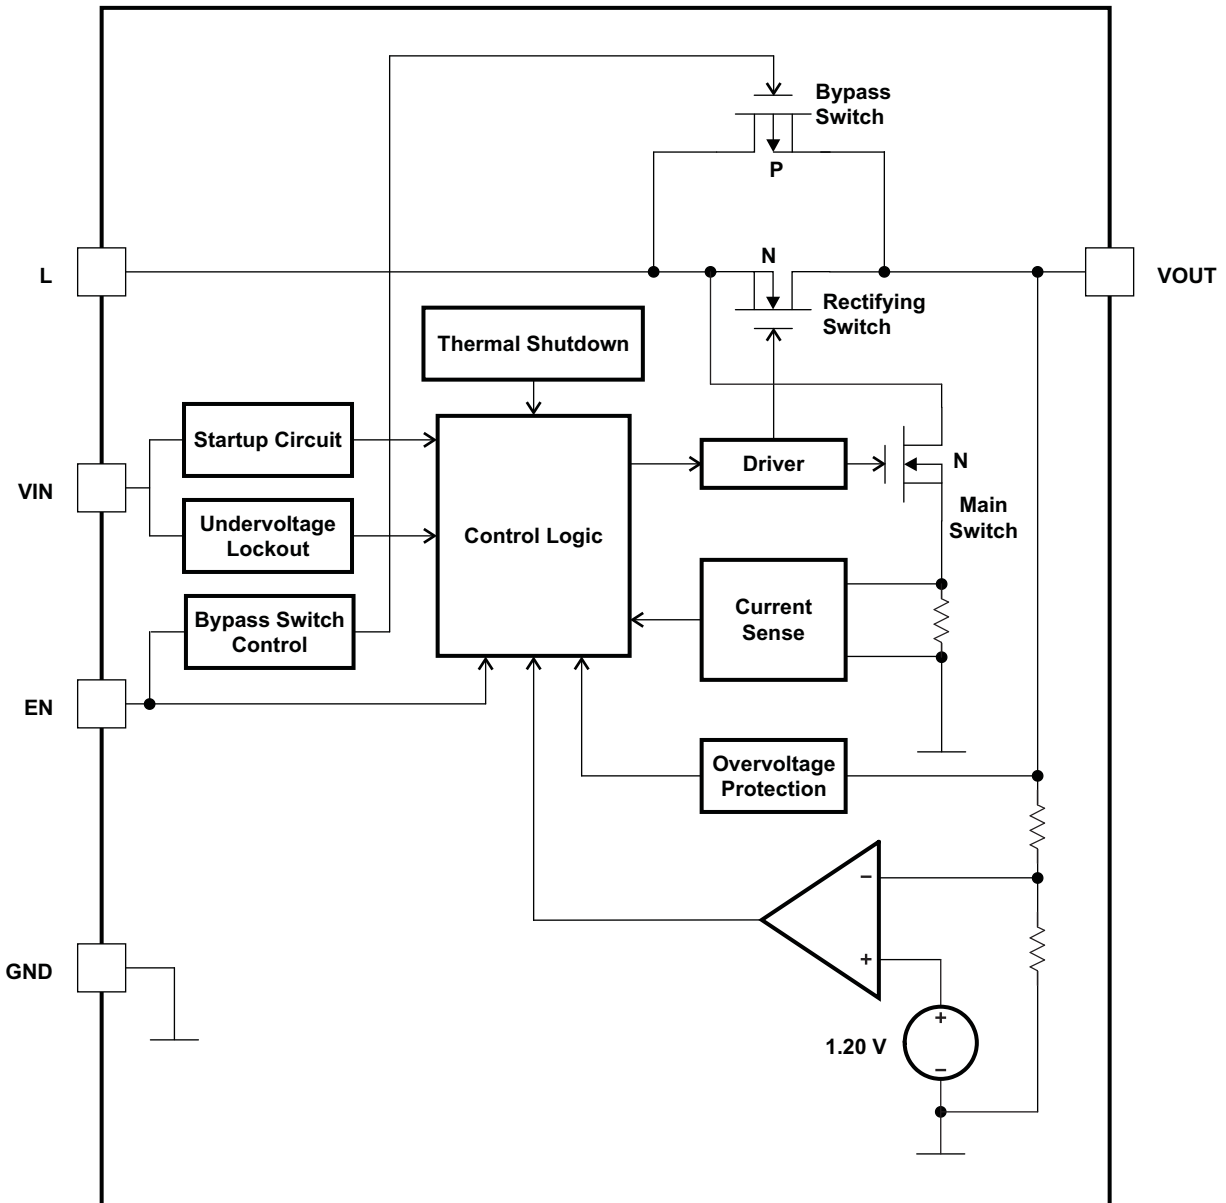 Bypass
Switch
P
L
N
VOUT
Rectifying
Switch
Thermal Shutdown
Startup Circuit
Driver
N
VIN
Main
Switch
Undervoltage
Lockout
Control Logic
Bypass Switch
Control
Current
Sense
EN
Overvoltage
Protection
−
+
GND
+
1.20 V
−